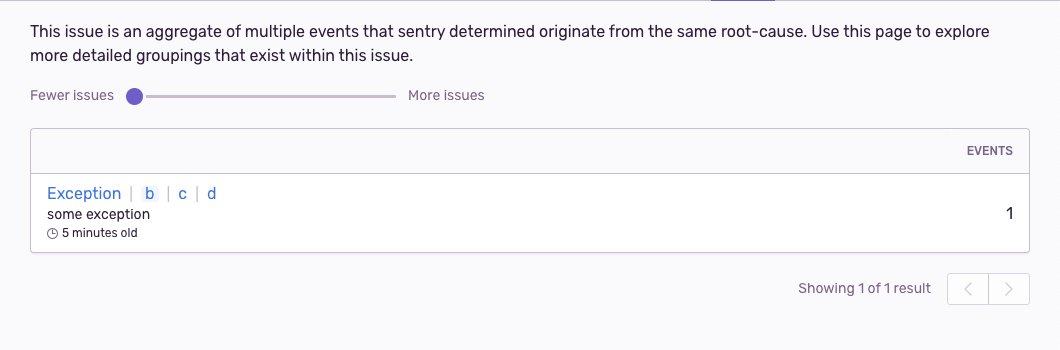 This issue is an aggregate of multiple events that sentry determined originate from the same root-cause. Use this page to explore
more detailed groupings that exist within this issue.
Fewer issues More issues
EVENTS
Exception | b | c | d
some exception
1
5 minutes old
Showing 1 of 1 result